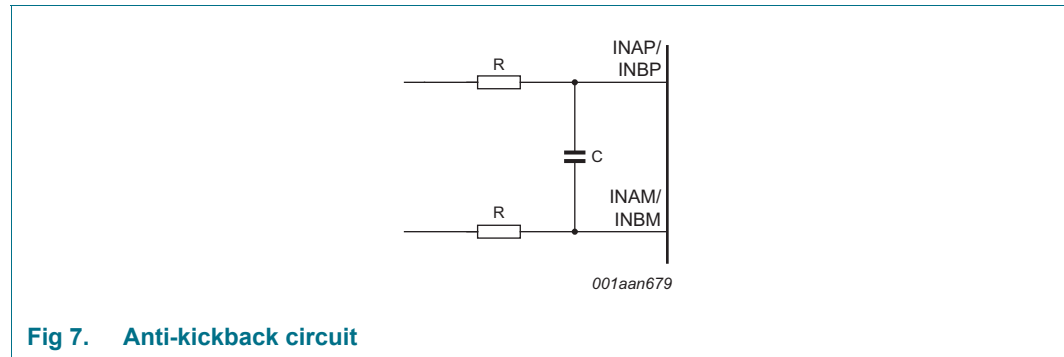 INAP/
INBP
R
C
INAM/
INBM
R
001aan679
Fig 7. Anti-kickback circuit